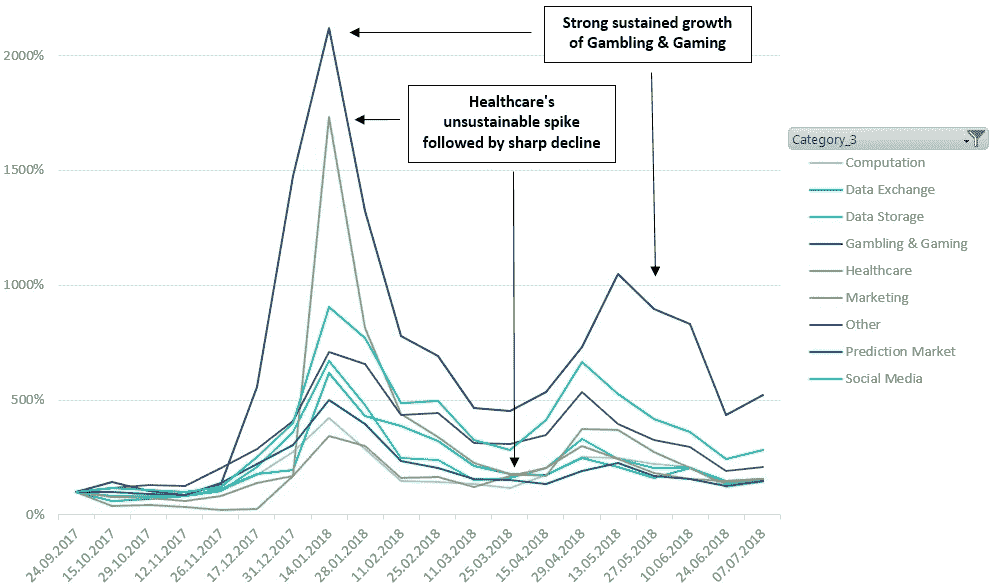 Strong sustained growth
of Gambling & Gaming
Healthcare's
unsustainable spike
followed by sharp decline
2000%
1500%
1000%
500%
0%
24.09.2017
15.10.2017
29.10.2017
12.11.2017
26.11.2017
17.12.2017
31.12.2017
14.01.2018
28.01.2018
11.02.2018
25.02.2018
11.03.2018
25.03.2018
15.04.2018
29.04.2018
13.05.2018
27.05.2018
10.06.2018
24.06.2018
07.07.2018
Category_3
Computation
Data Exchange
Data Storage
Gambling & Gaming
Healthcare
Marketing
Other
Prediction Market
Social Media